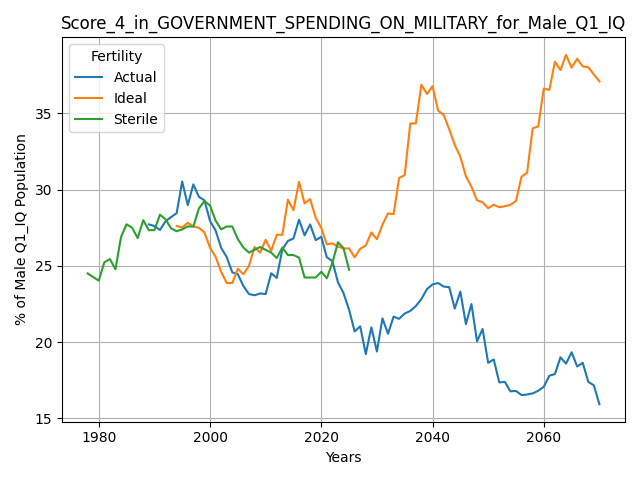 Score_4_in_GOVERNMENT_SPENDING_ON_MILITARY_for_Male_Q1_IQ
Fertility
Actual
Ideal
Sterile
% of Male Q1_IQ Population
35
30
25
20
15
1980 2000 2020 2040 2060
Years